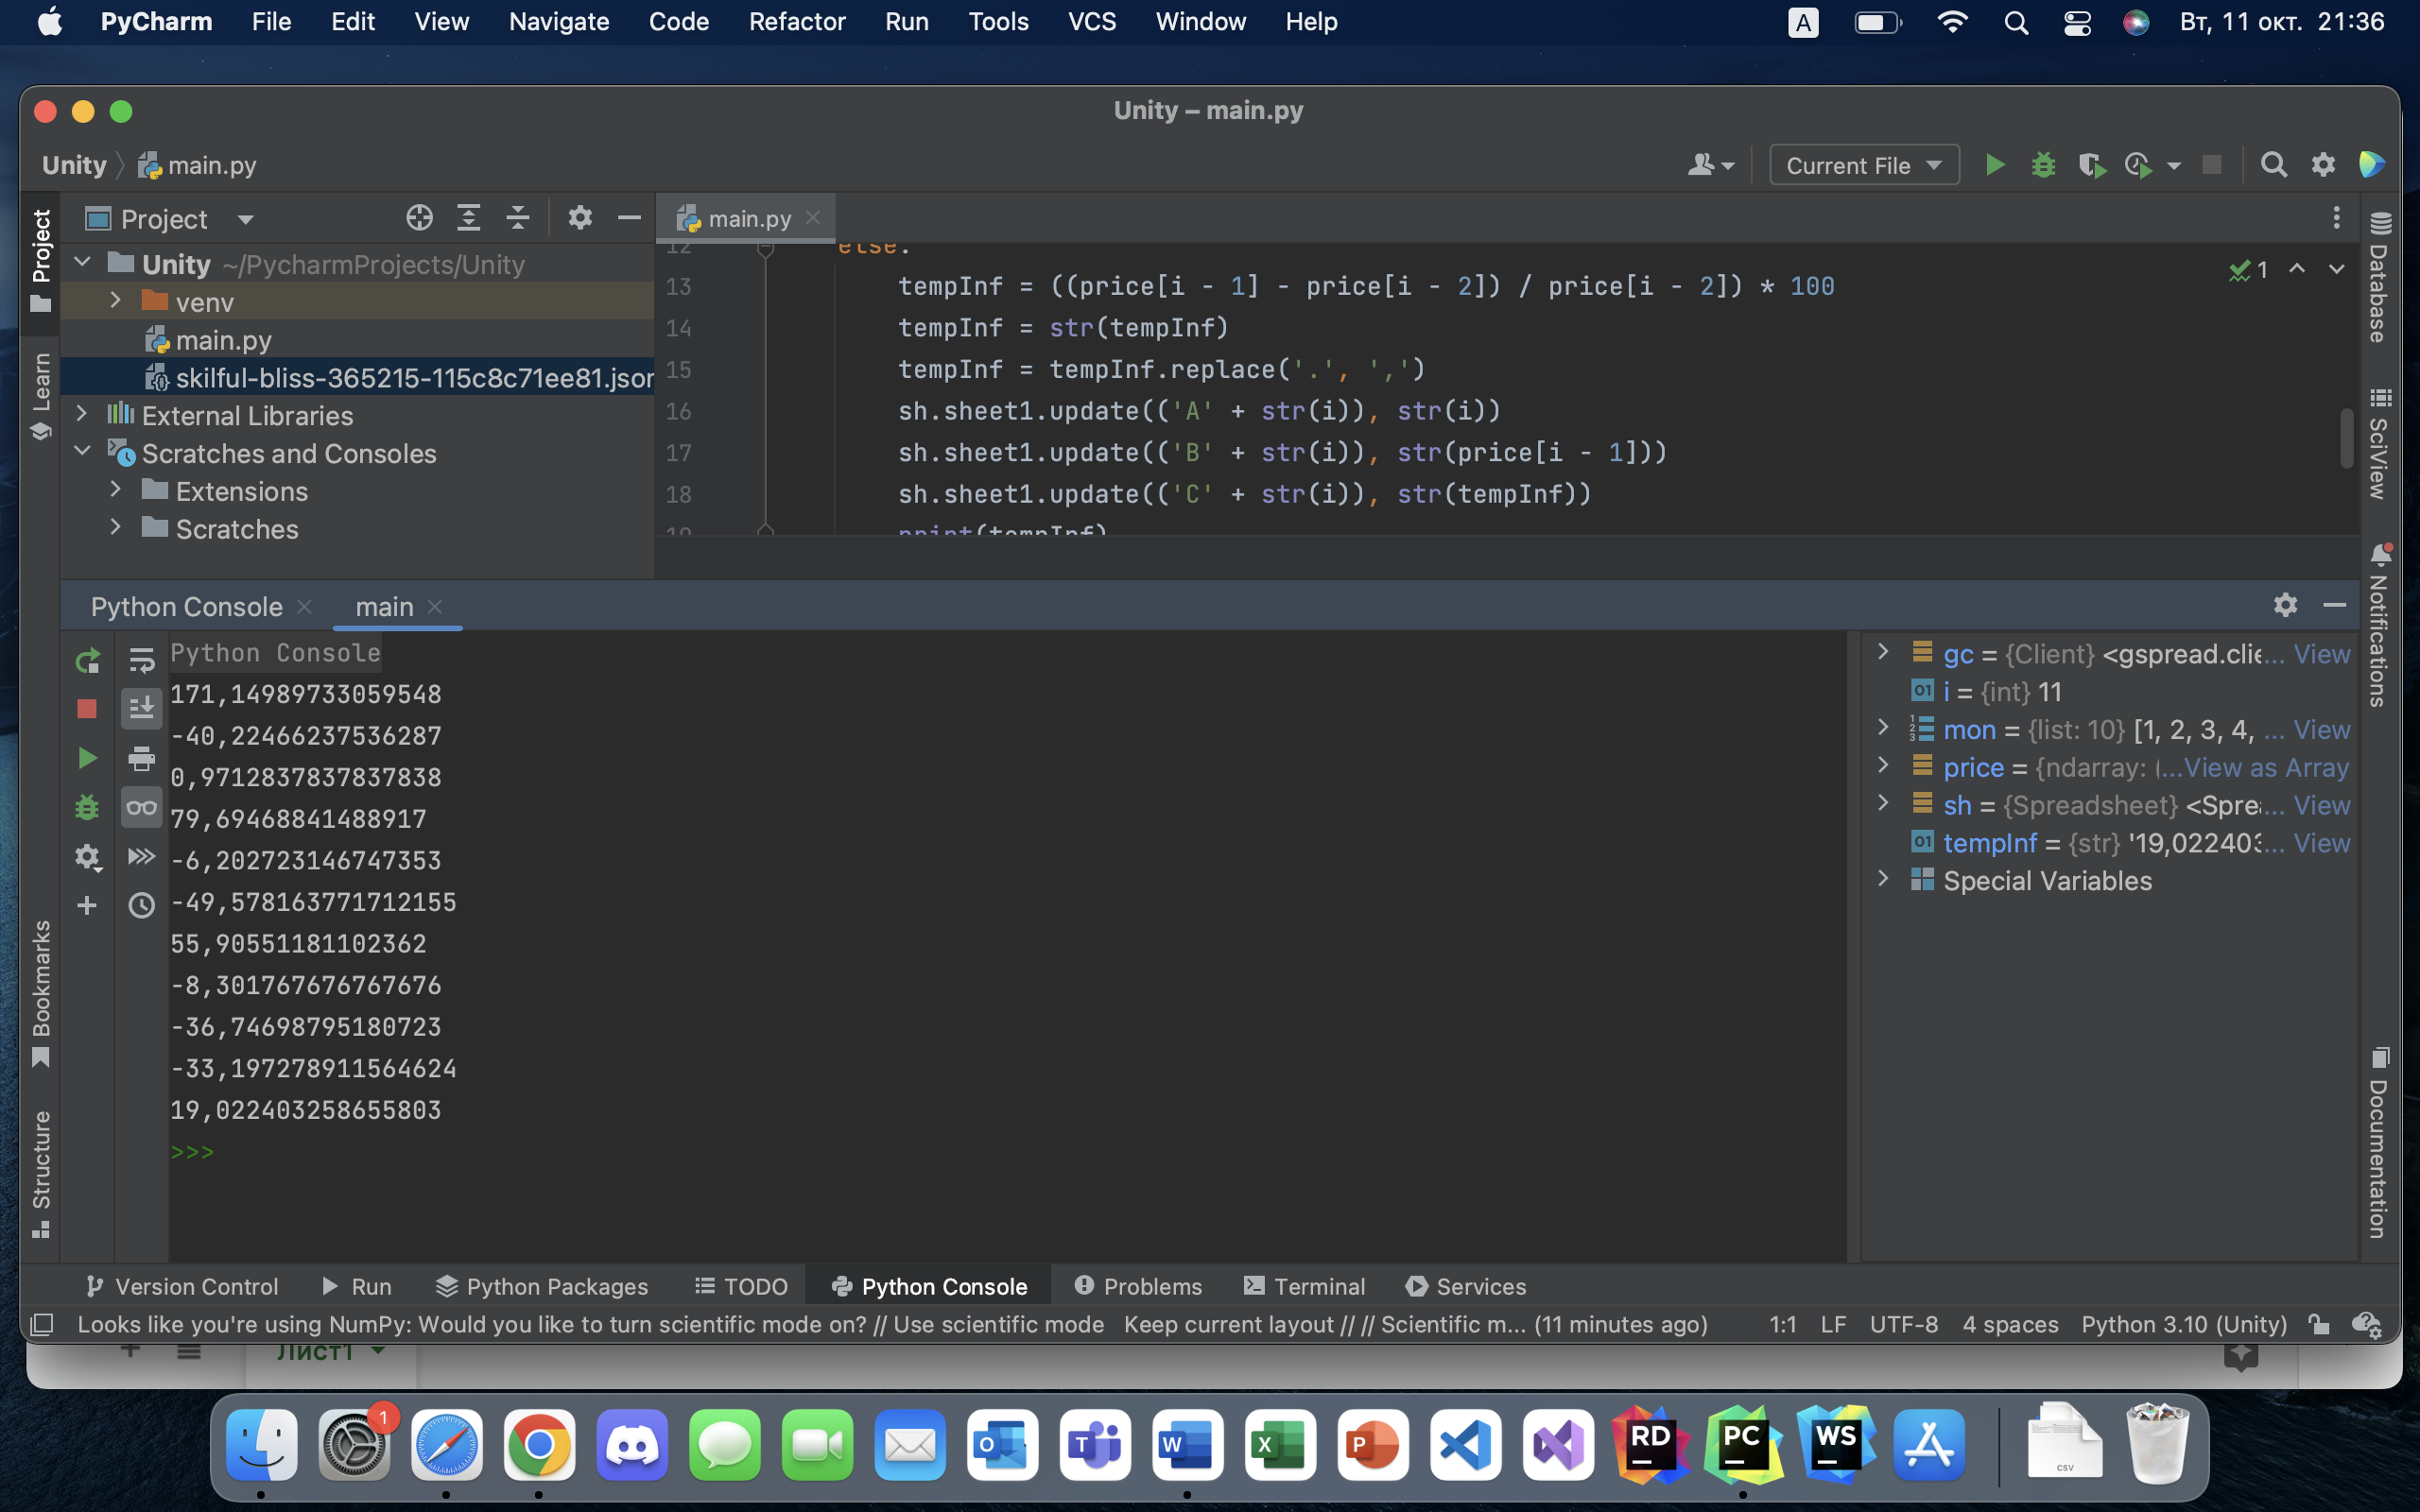 PyCharm File Edit View Navigate Code Refactor Run Tools VCS Window Help A Вт, 11 окт. 21:36
Unity – main.py
Unity main.py Current File
Project
main.py
Project
Learn
Bookmarks
Structure
Unity ~/PycharmProjects/Unity
venv
main.py
skilful-bliss-365215-115c8c71ee81.jsor
External Libraries
Scratches and Consoles
Extensions
Scratches
12 else:
13 tempInf = ((price[i - 1] - price[i - 2]) / price[i - 2]) * 100
14 tempInf = str(tempInf)
15 tempInf = tempInf.replace('.', ',')
16 sh.sheet1.update(('A' + str(i)), str(i))
17 sh.sheet1.update(('B' + str(i)), str(price[i - 1]))
18 sh.sheet1.update(('C' + str(i)), str(tempInf))
19 print(tempInf)
1
Database
SciView
Notifications
Documentation
Python Console main
Python Console
171,14989733059548
-40,22466237536287
0,9712837837837838
79,69468841488917
-6,202723146747353
-49,578163771712155
55,90551181102362
-8,301767676767676
-36,74698795180723
-33,197278911564624
19,022403258655803
>>>
gc = {Client} <gspread.clie... View
i = {int} 11
mon = {list: 10} [1, 2, 3, 4, ... View
price = {ndarray: (...View as Array
sh = {Spreadsheet} <Spre... View
tempInf = {str} '19,022403... View
Special Variables
Version Control Run Python Packages TODO Python Console Problems Terminal Services
Looks like you're using NumPy: Would you like to turn scientific mode on? // Use scientific mode Keep current layout // // Scientific m... (11 minutes ago) 1:1 LF UTF-8 4 spaces Python 3.10 (Unity)
Лист1
1
O T W X P RD PC WS CSV